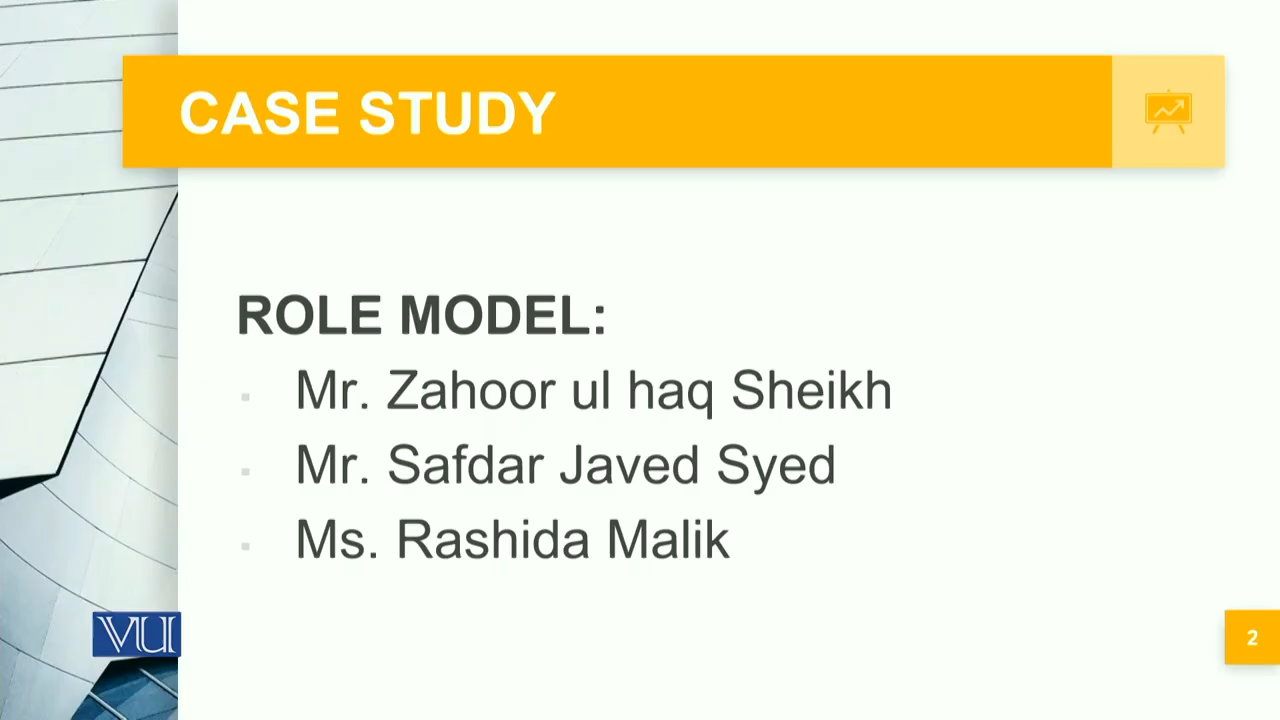 CASE STUDY
ROLE MODEL:
Mr. Zahoor ul haq Sheikh
Mr. Safdar Javed Syed
Ms. Rashida Malik
VU
2